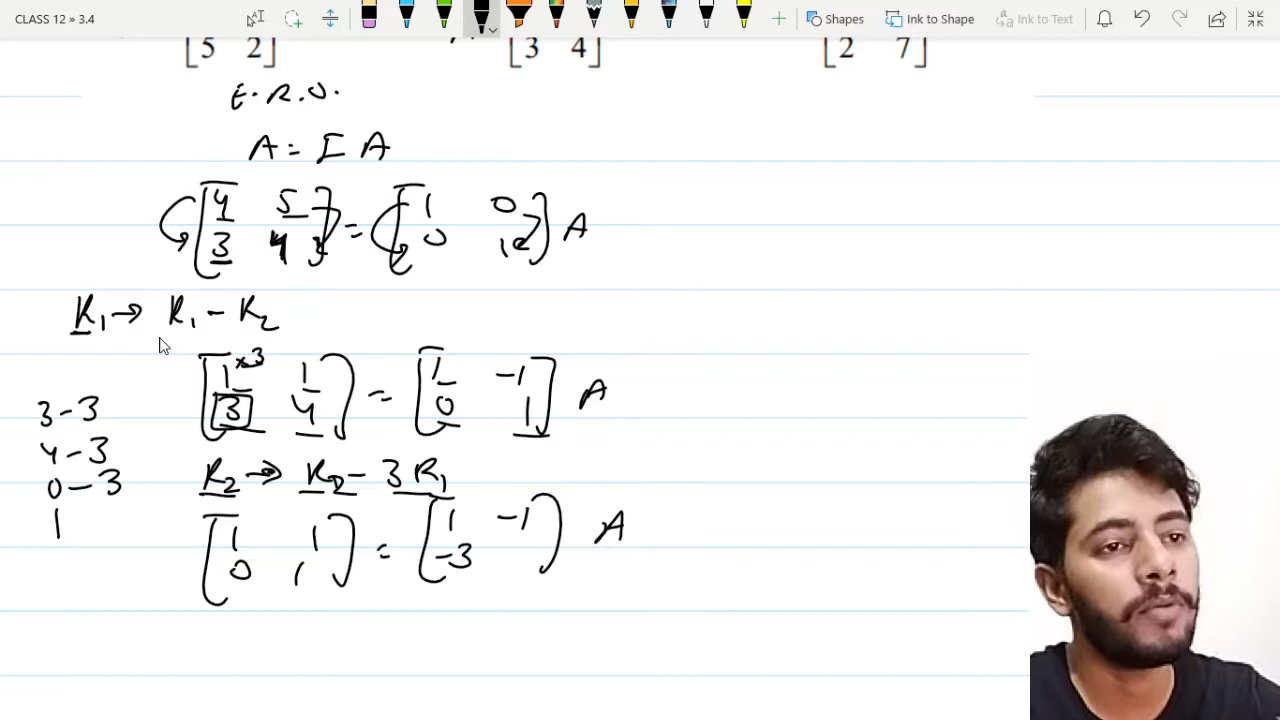 CLASS 12 » 3.4
Shapes Ink to Shape Ink to Text
[5 2] , [3 4] [2 7]
E.R.O.
A = I A
[4 5 = [1 0 A
3 4] 0 1]
R1 → R1 - R2
[1 ×3 1 = [1 -1 A
3 4] 0 1]
3-3
4-3
0-3
1
R2 → R2 - 3R1
[1 1 = [1 -1 A
0 1] -3 ]